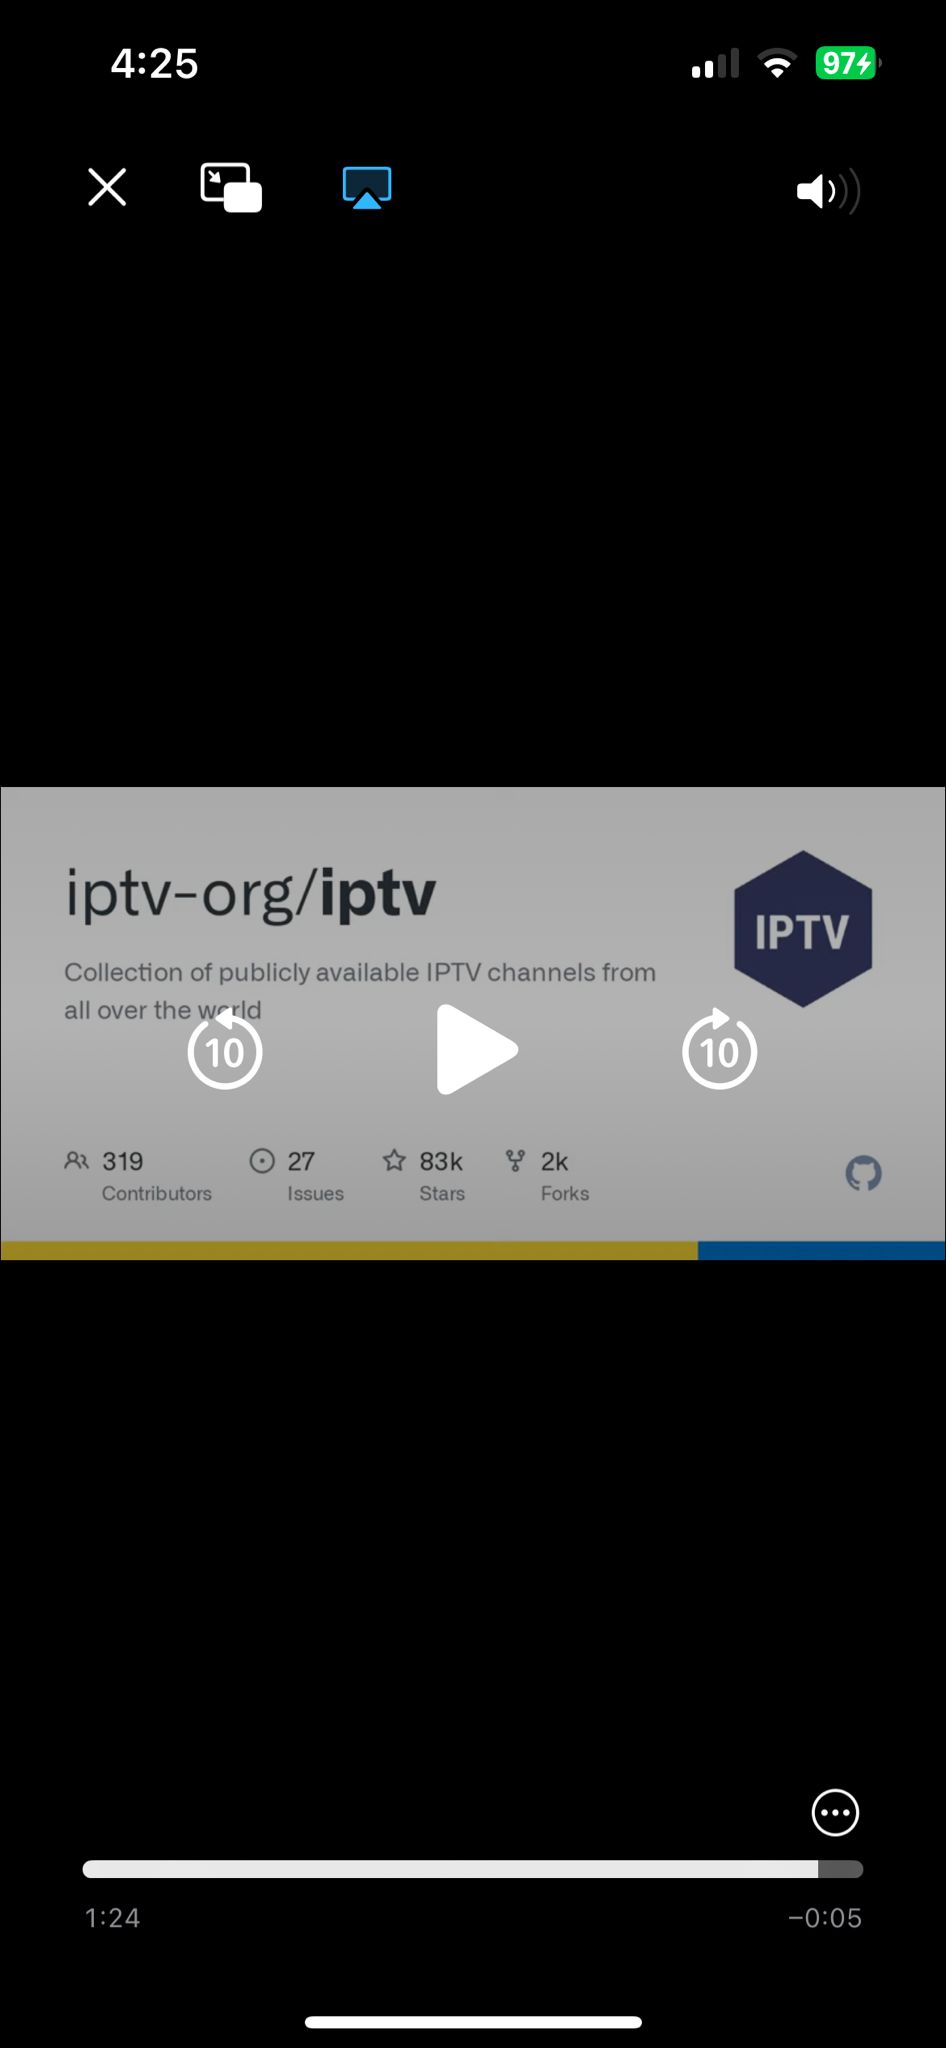 4:25
97
iptv-org/iptv
IPTV
Collection of publicly available IPTV channels from
all over the world
10
10
319
Contributors
27
Issues
83k
Stars
2k
Forks
1:24
−0:05